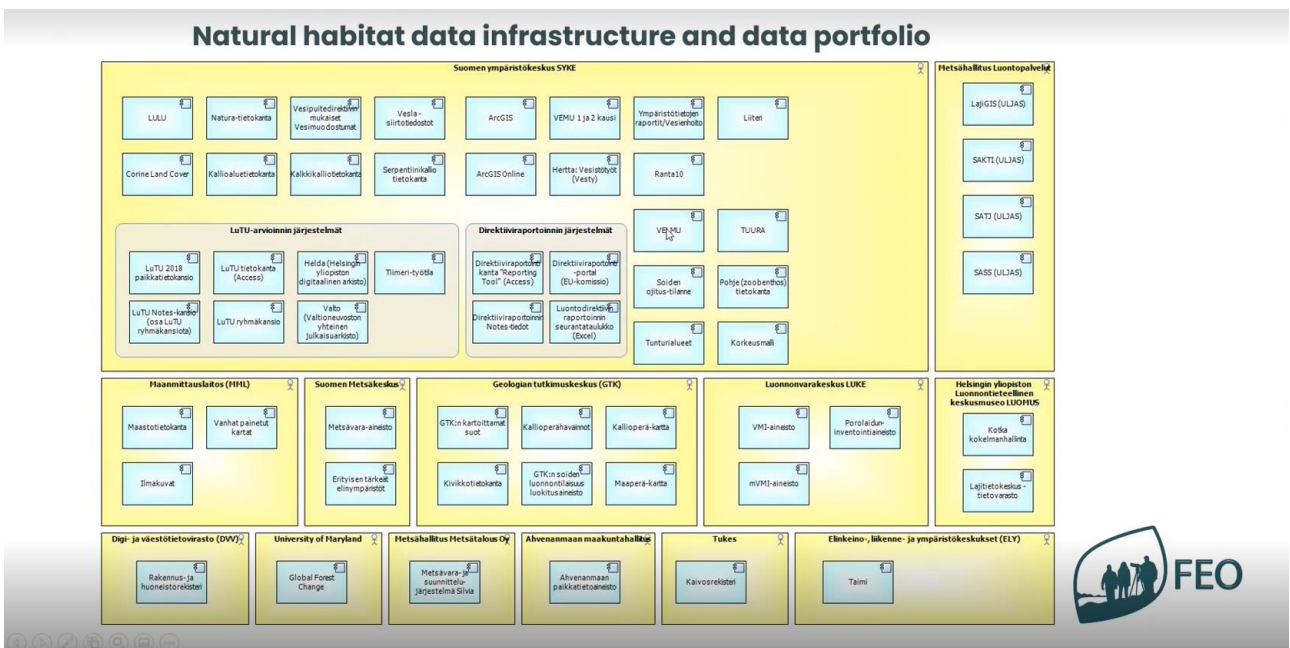 Natural habitat data infrastructure and data portfolio
Suomen ympäristökeskus SYKE
LULU
Natura-tietokanta
Vesipuitedirektiivin
mukaiset
Vesimuodostumat
Vesla -
siirtotiedostot
ArcGIS
VEMU 1 ja 2 kausi
Ympäristötietojen
raportit/Vesienhoito
Liiteri
Corine Land Cover
Kallioaluetietokanta
Kalkkikalliotietokanta
Serpentiinikallio
tietokanta
ArcGIS Online
Hertta: Vesistötyöt
(Vesty)
Ranta10
LuTU-arvioinnin järjestelmät
LuTU 2018
paikkatietokansio
LuTU tietokanta
(Access)
Helda (Helsingin
yliopiston
digitaalinen arkisto)
Tiimeri-työtila
LuTU Notes-kansio
(osa LuTU
ryhmäkansiota)
LuTU ryhmäkansio
Valto
(Valtioneuvoston
yhteinen
julkaisuarkisto)
Direktiiviraportoinnin järjestelmät
Direktiiviraportointi
kanta "Reporting
Tool" (Access)
Direktiiviraportointi
-portal
(EU-komissio)
Direktiiviraportoinnin
Notes-tiedot
Luontodirektiivin
raportoinnin
seurantataulukko
(Excel)
VEMU
TUURA
Soiden
ojitus-tilanne
Pohje (zoobenthos)
tietokanta
Tunturialueet
Korkeusmalli
Metsähallitus Luontopalvelut
LajiGIS (ULJAS)
SAKTI (ULJAS)
SATJ (ULJAS)
SASS (ULJAS)
Maanmittauslaitos (MML)
Maastotietokanta
Vanhat painetut
kartat
Ilmakuvat
Suomen Metsäkeskus
Metsävara-aineisto
Erityisen tärkeät
elinympäristöt
Geologian tutkimuskeskus (GTK)
GTK:n kartoittamat
suot
Kallioperähavainnot
Kallioperä-kartta
Kivikkotietokanta
GTK:n soiden
luonnontilaisuus
luokitusaineisto
Maaperä-kartta
Luonnonvarakeskus LUKE
VMI-aineisto
Porolaidun-
inventointiaineisto
mVMI-aineisto
Helsingin yliopiston
Luonnontieteellinen
keskusmuseo LUOMUS
Kotka
kokelmanhallinta
Lajitietokeskus -
tietovarasto
Digi- ja väestötietovirasto (DVV)
Rakennus- ja
huoneistorekisteri
University of Maryland
Global Forest
Change
Metsähallitus Metsätalous Oy
Metsävara- ja
suunnittelu-
järjestelmä Silvia
Ahvenanmaan maakuntahallitus
Ahvenanmaan
paikkatietoaineisto
Tukes
Kaivosrekisteri
Elinkeino-, liikenne- ja ympäristökeskukset (ELY)
Taimi
FEO